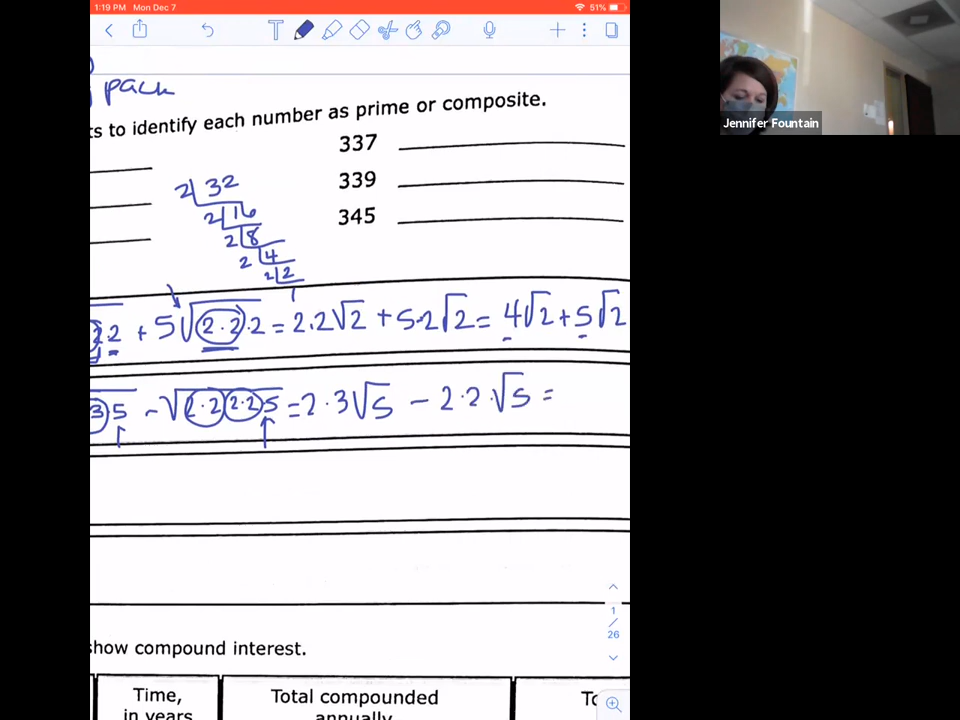 1:19 PM Mon Dec 7
51%
T
pack
ts to identify each number as prime or composite.
337
339
345
2 32
2 16
2 8
2 4
2 2
1
2·2 + 5√2·2·2 = 2·2√2 + 5·2√2 = 4√2 + 5√2
3·5 - √2·2 2·2 5 = 2·3√5 - 2·2·√5 =
1
/
26
show compound interest.
Time,
in years
Total compounded
annually
Jennifer Fountain